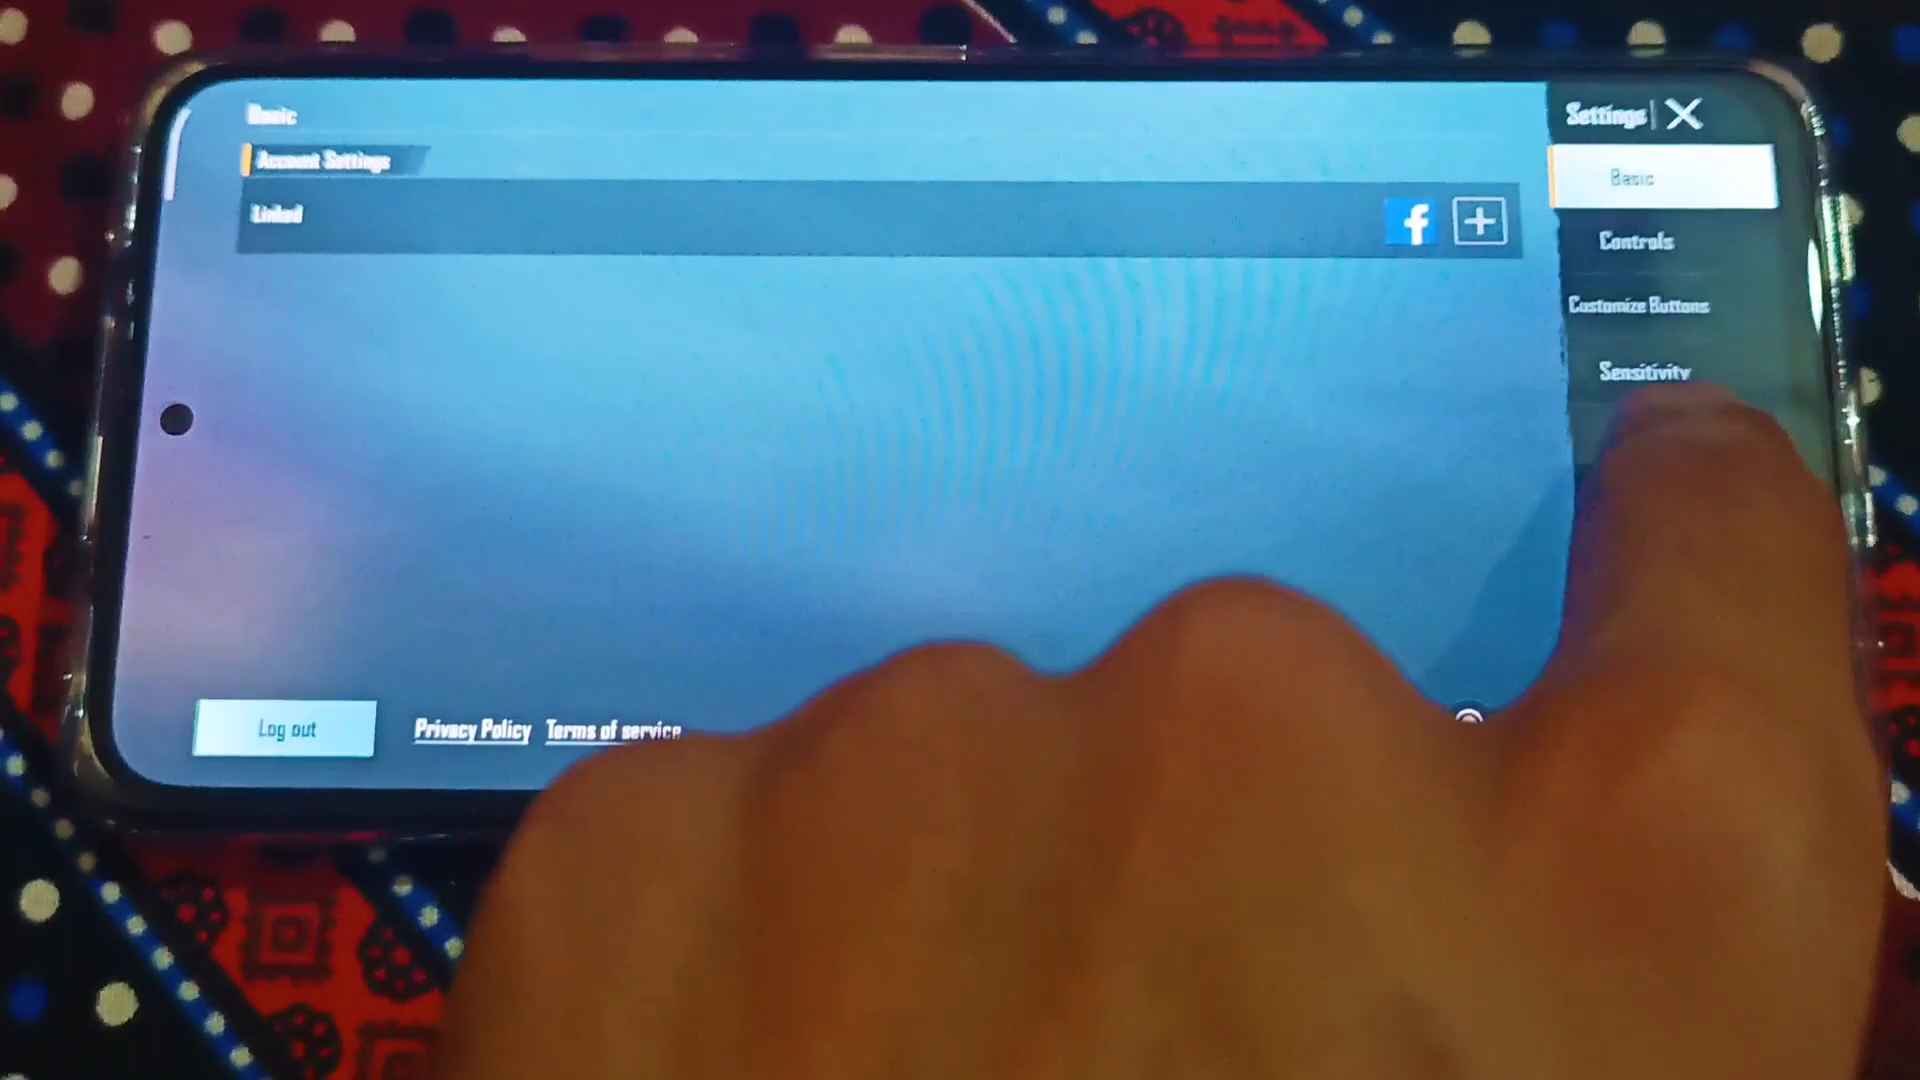 Basic
Settings
Account Settings
Basic
Linked
Controls
Customize Buttons
Sensitivity
Log out
Privacy Policy
Terms of service